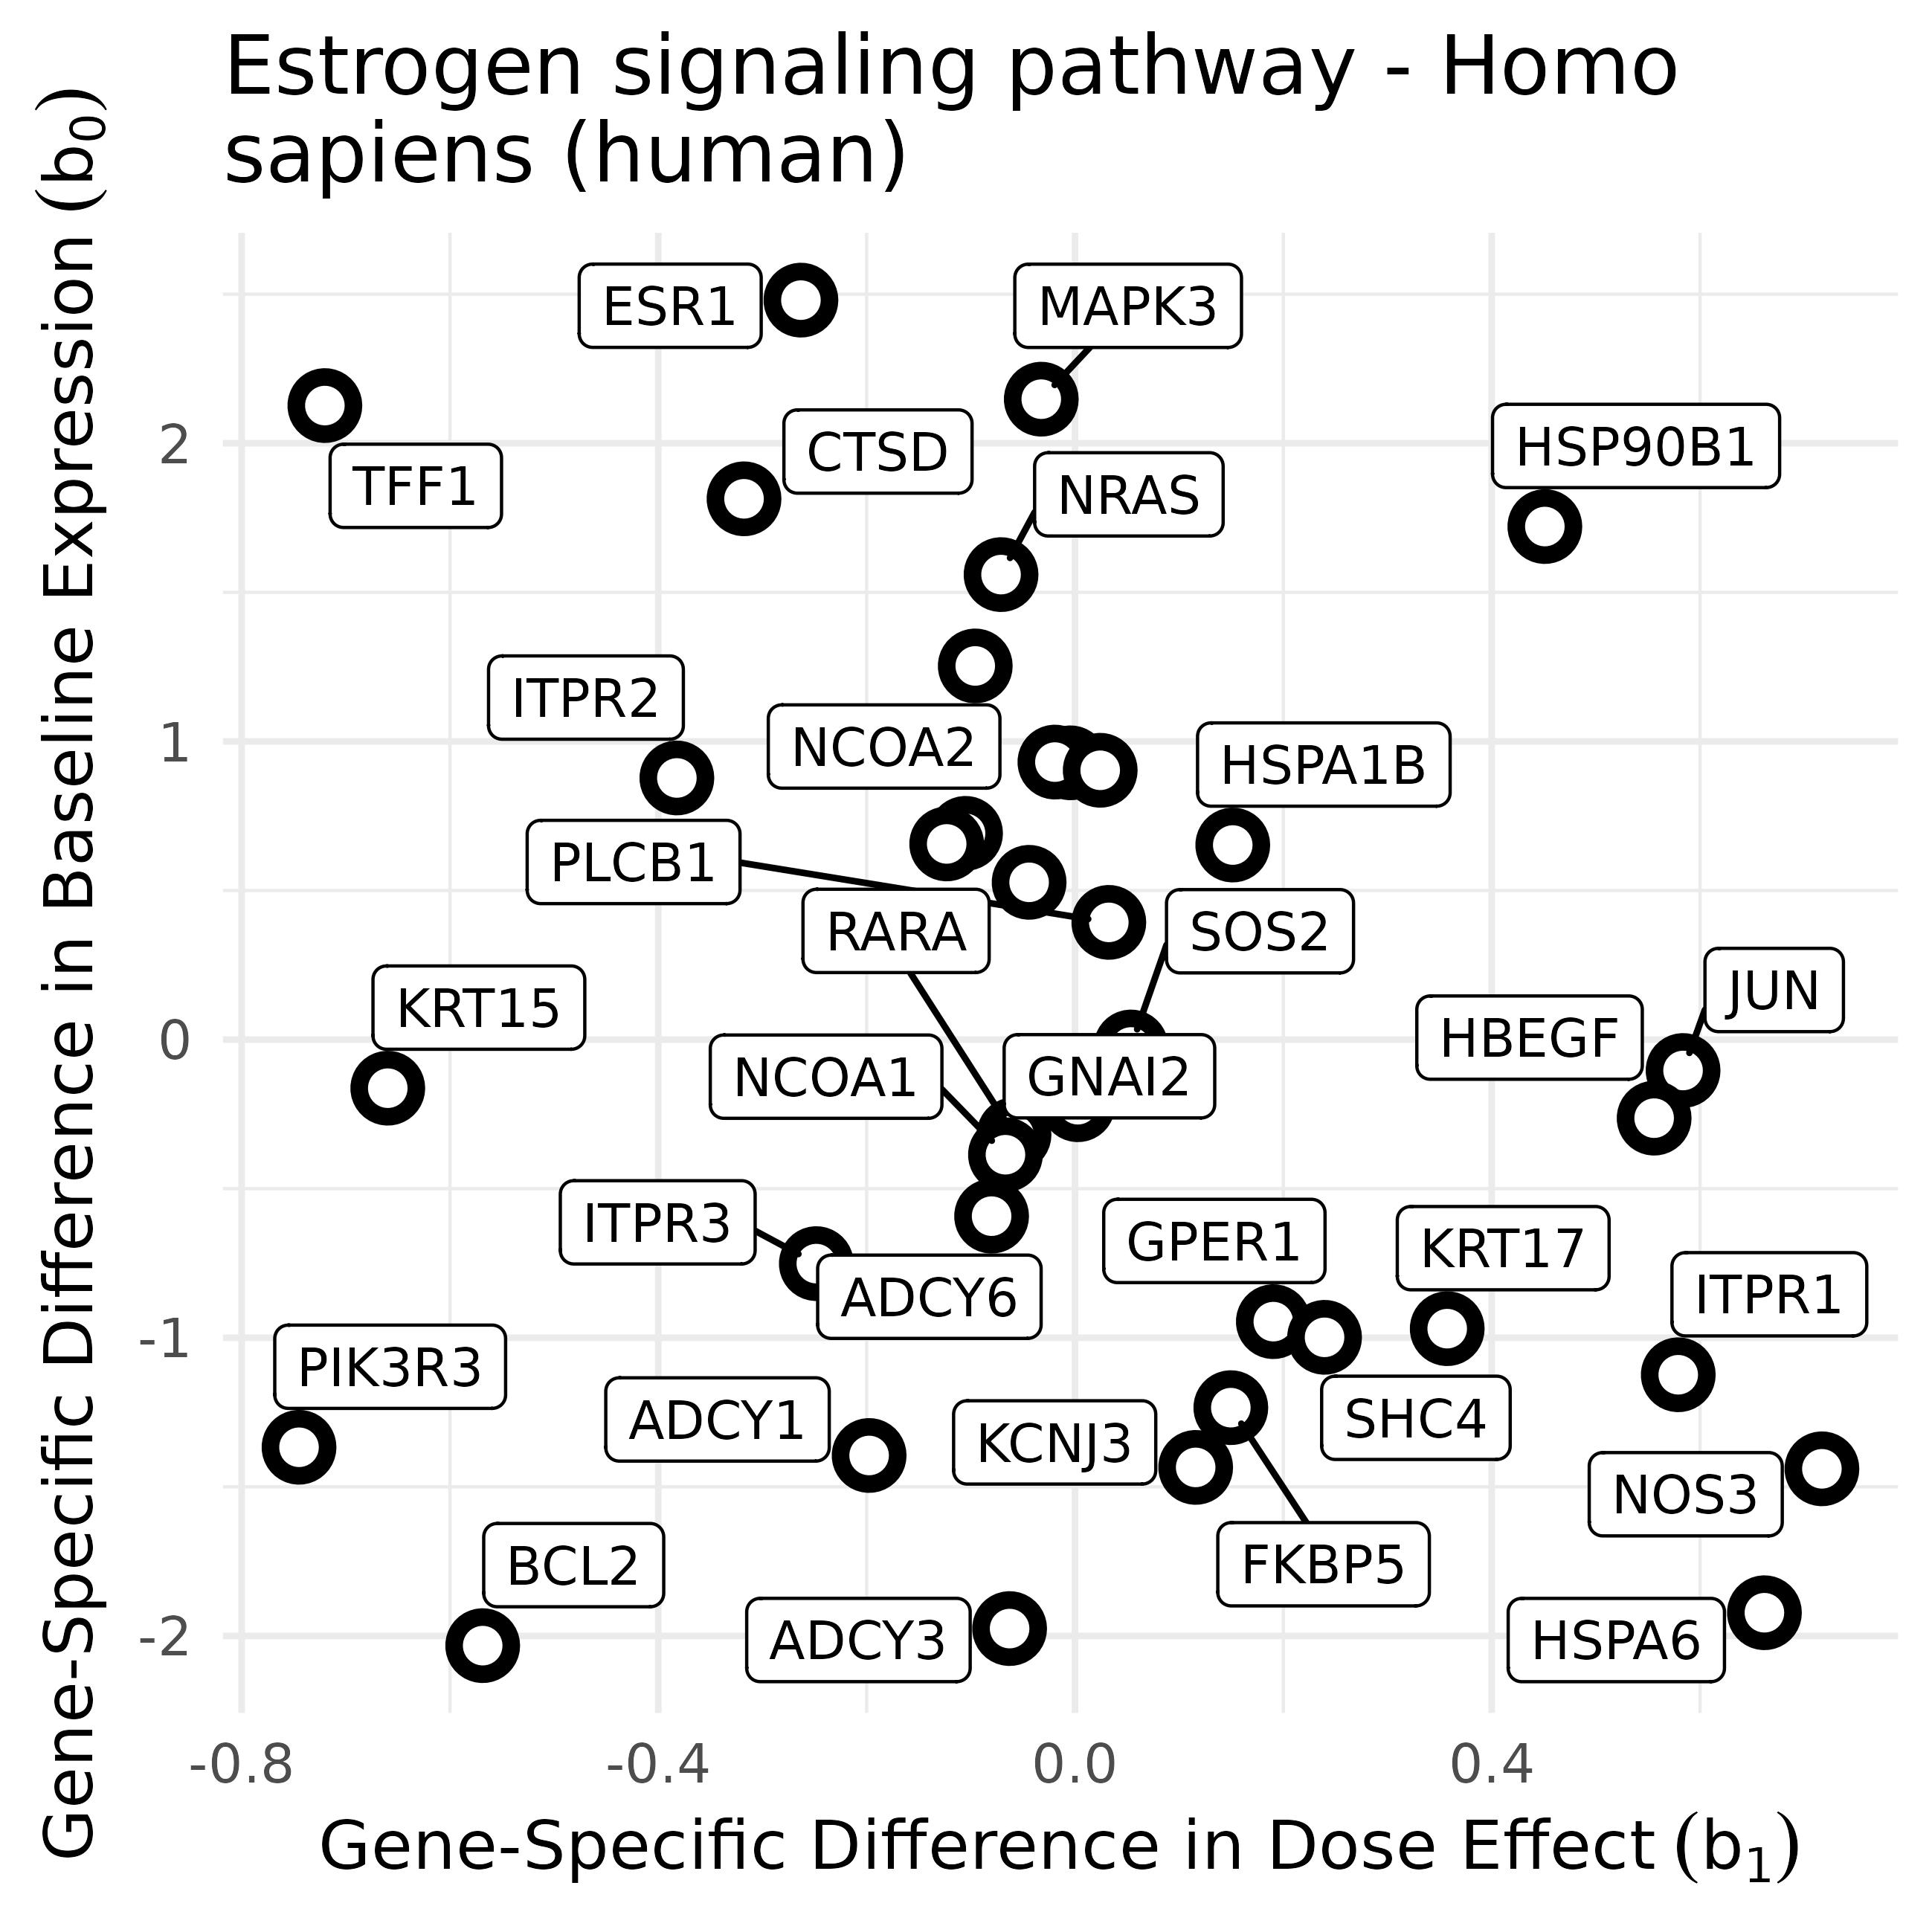 Estrogen signaling pathway - Homo
sapiens (human)
Gene-Specific Difference in Baseline Expression (b₀)
ESR1
MAPK3
TFF1
CTSD
HSP90B1
NRAS
ITPR2
NCOA2
HSPA1B
PLCB1
RARA
SOS2
KRT15
JUN
HBEGF
NCOA1
GNAI2
ITPR3
GPER1
KRT17
ADCY6
ITPR1
PIK3R3
ADCY1
KCNJ3
SHC4
NOS3
BCL2
FKBP5
ADCY3
HSPA6
2
1
0
-1
-2
-0.8
-0.4
0.0
0.4
Gene-Specific Difference in Dose Effect (b₁)